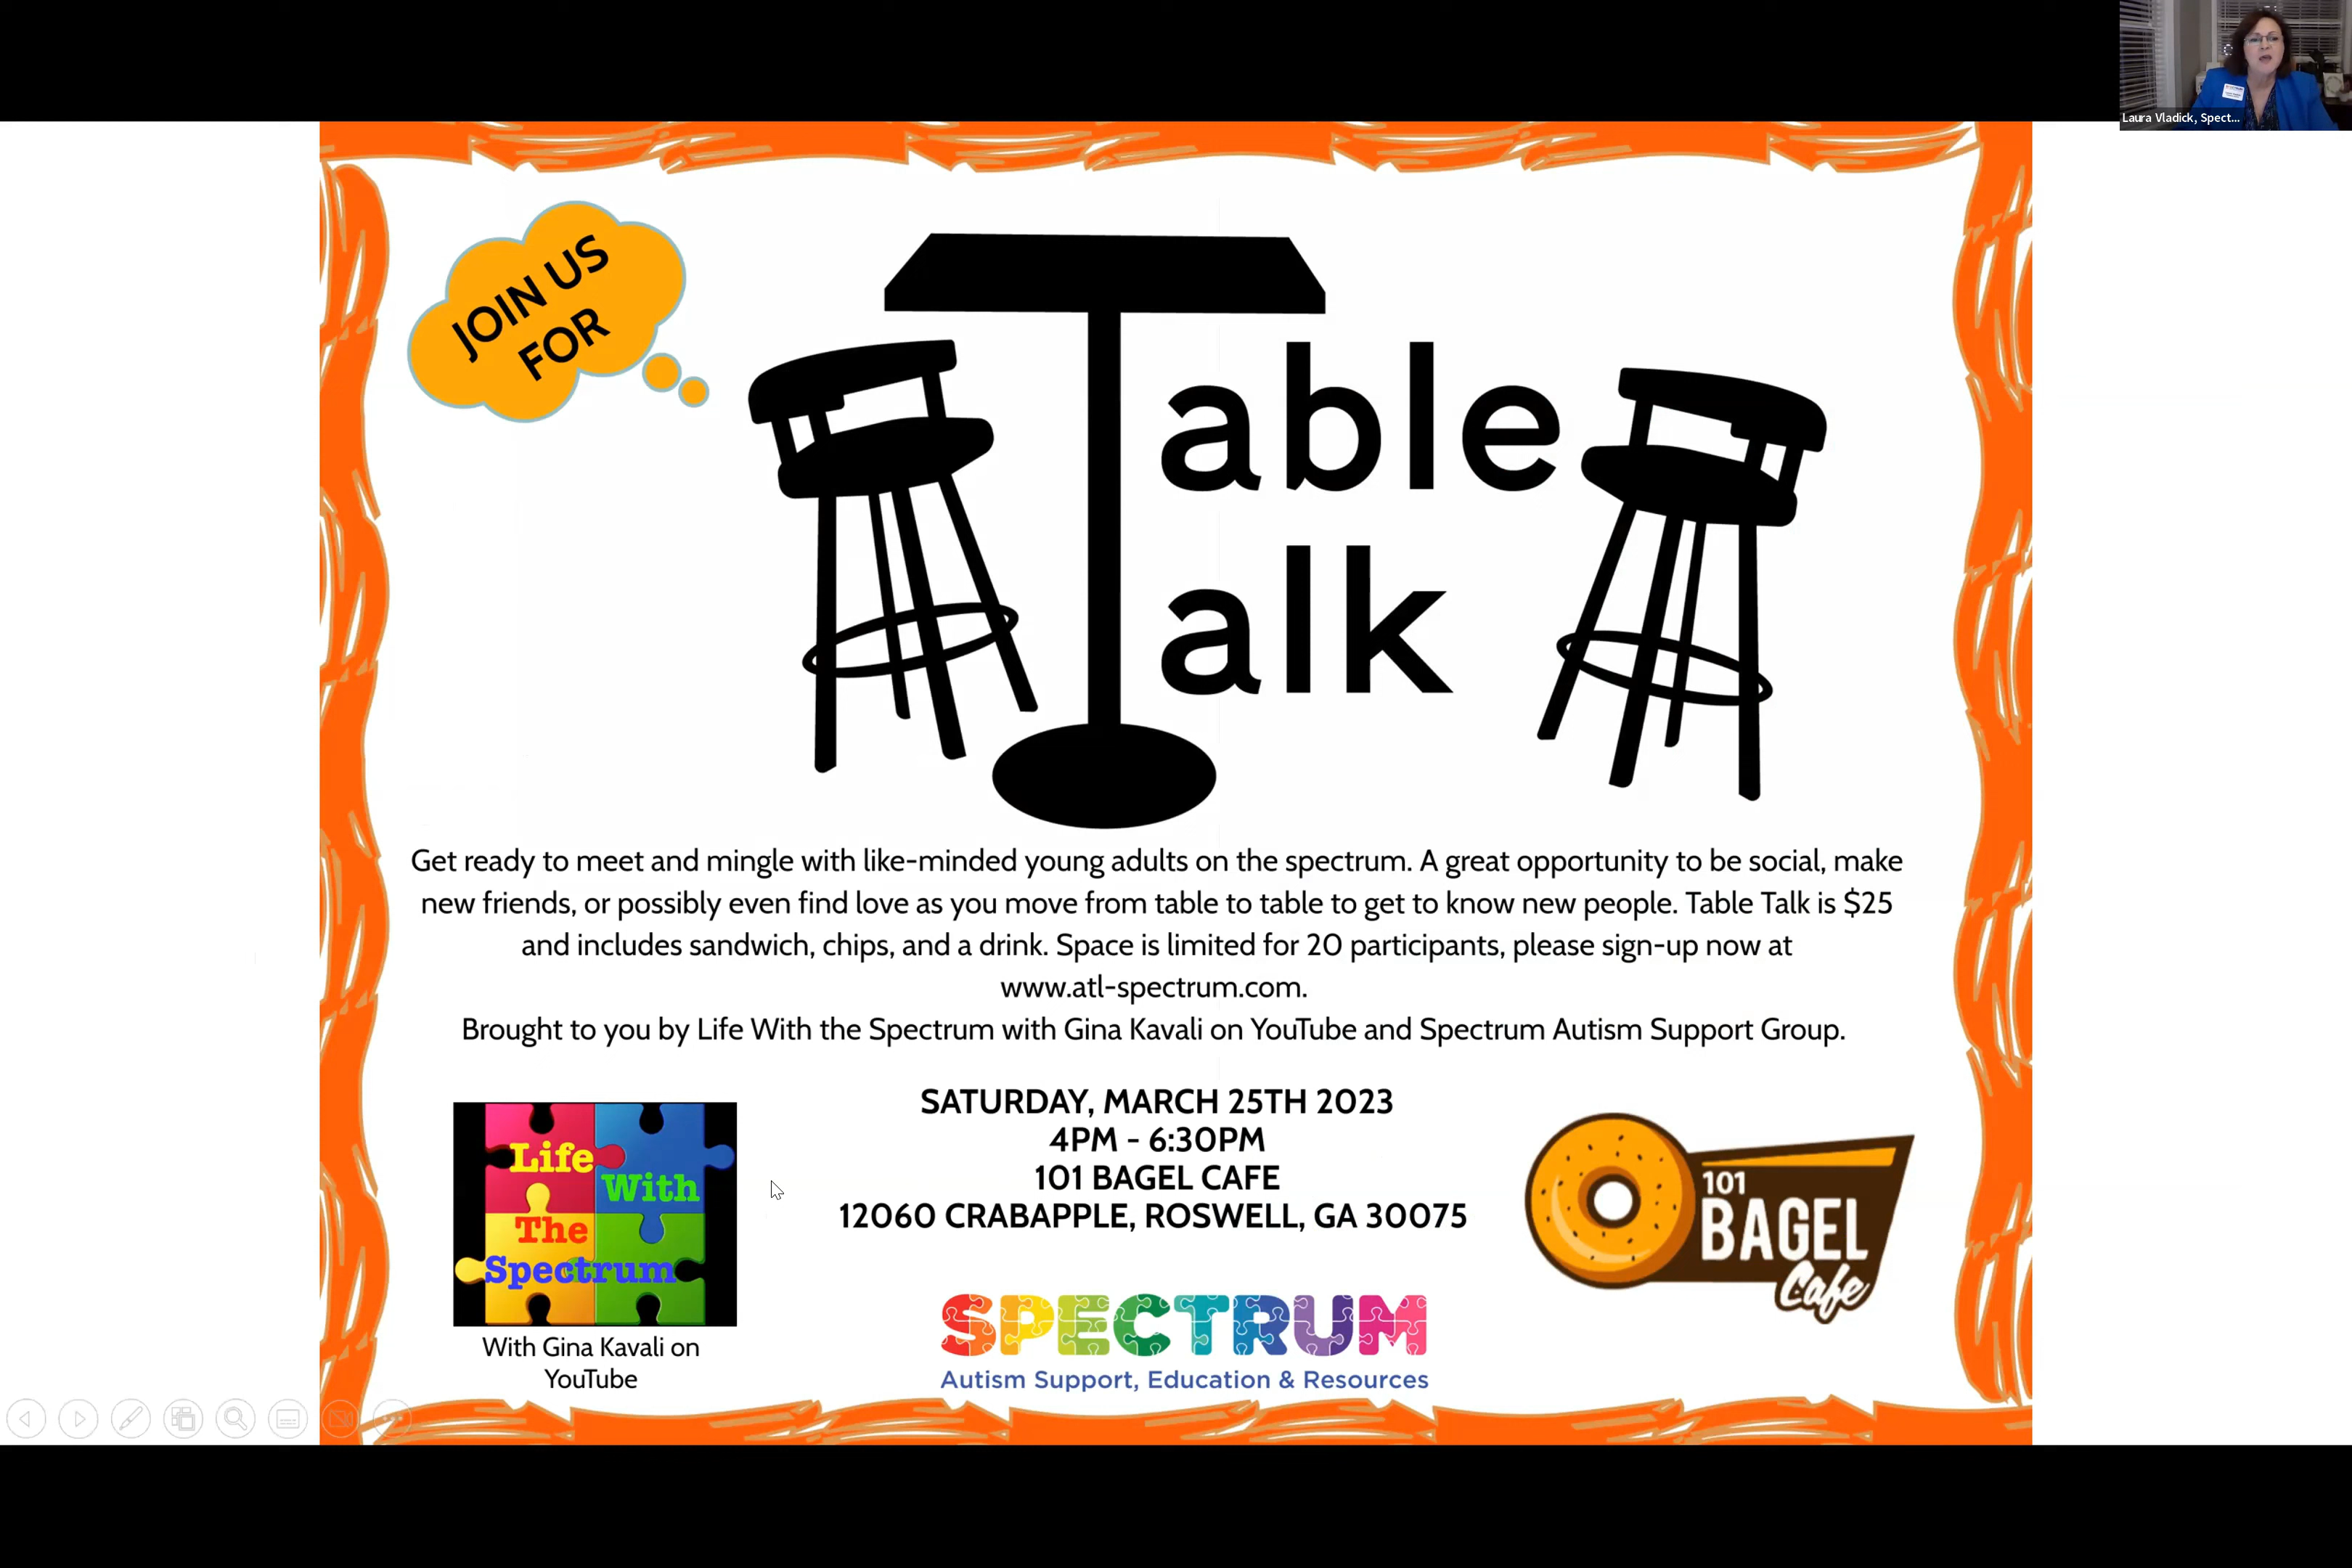 Laura Vladick, Spect...
JOIN US
FOR
Table
Talk
Get ready to meet and mingle with like-minded young adults on the spectrum. A great opportunity to be social, make
new friends, or possibly even find love as you move from table to table to get to know new people. Table Talk is $25
and includes sandwich, chips, and a drink. Space is limited for 20 participants, please sign-up now at
www.atl-spectrum.com.
Brought to you by Life With the Spectrum with Gina Kavali on YouTube and Spectrum Autism Support Group.
SATURDAY, MARCH 25TH 2023
4PM - 6:30PM
101 BAGEL CAFE
12060 CRABAPPLE, ROSWELL, GA 30075
Life
With
The
Spectrum
With Gina Kavali on
YouTube
SPECTRUM
Autism Support, Education & Resources
101
BAGEL
Cafe